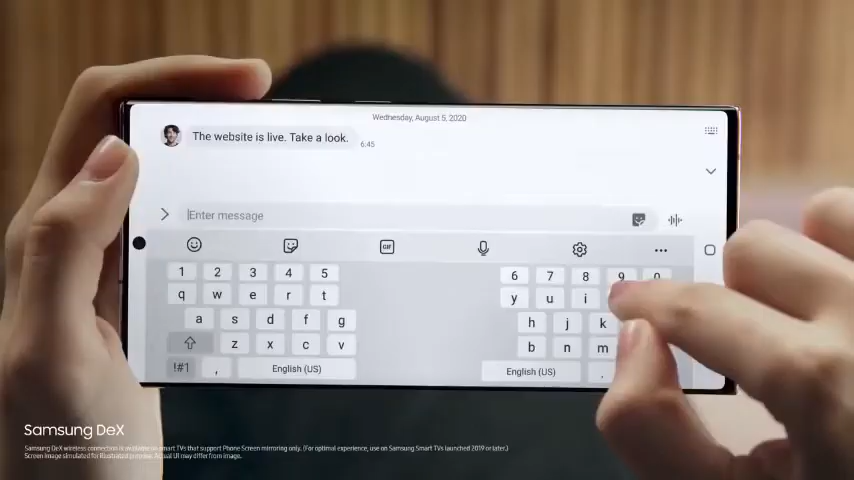 Wednesday, August 5, 2020
The website is live. Take a look.
6:45
Enter message
GIF
1 2 3 4 5 6 7 8 9 0
q w e r t y u i
a s d f g h j k
z x c v b n m
!#1 , English (US) English (US) .
Samsung DeX
Samsung DeX wireless connection is available on smart TVs that support Phone Screen mirroring only. (For optimal experience, use on Samsung Smart TVs launched 2019 or later.)
Screen image simulated for illustrated purpose. Actual UI may differ from image.